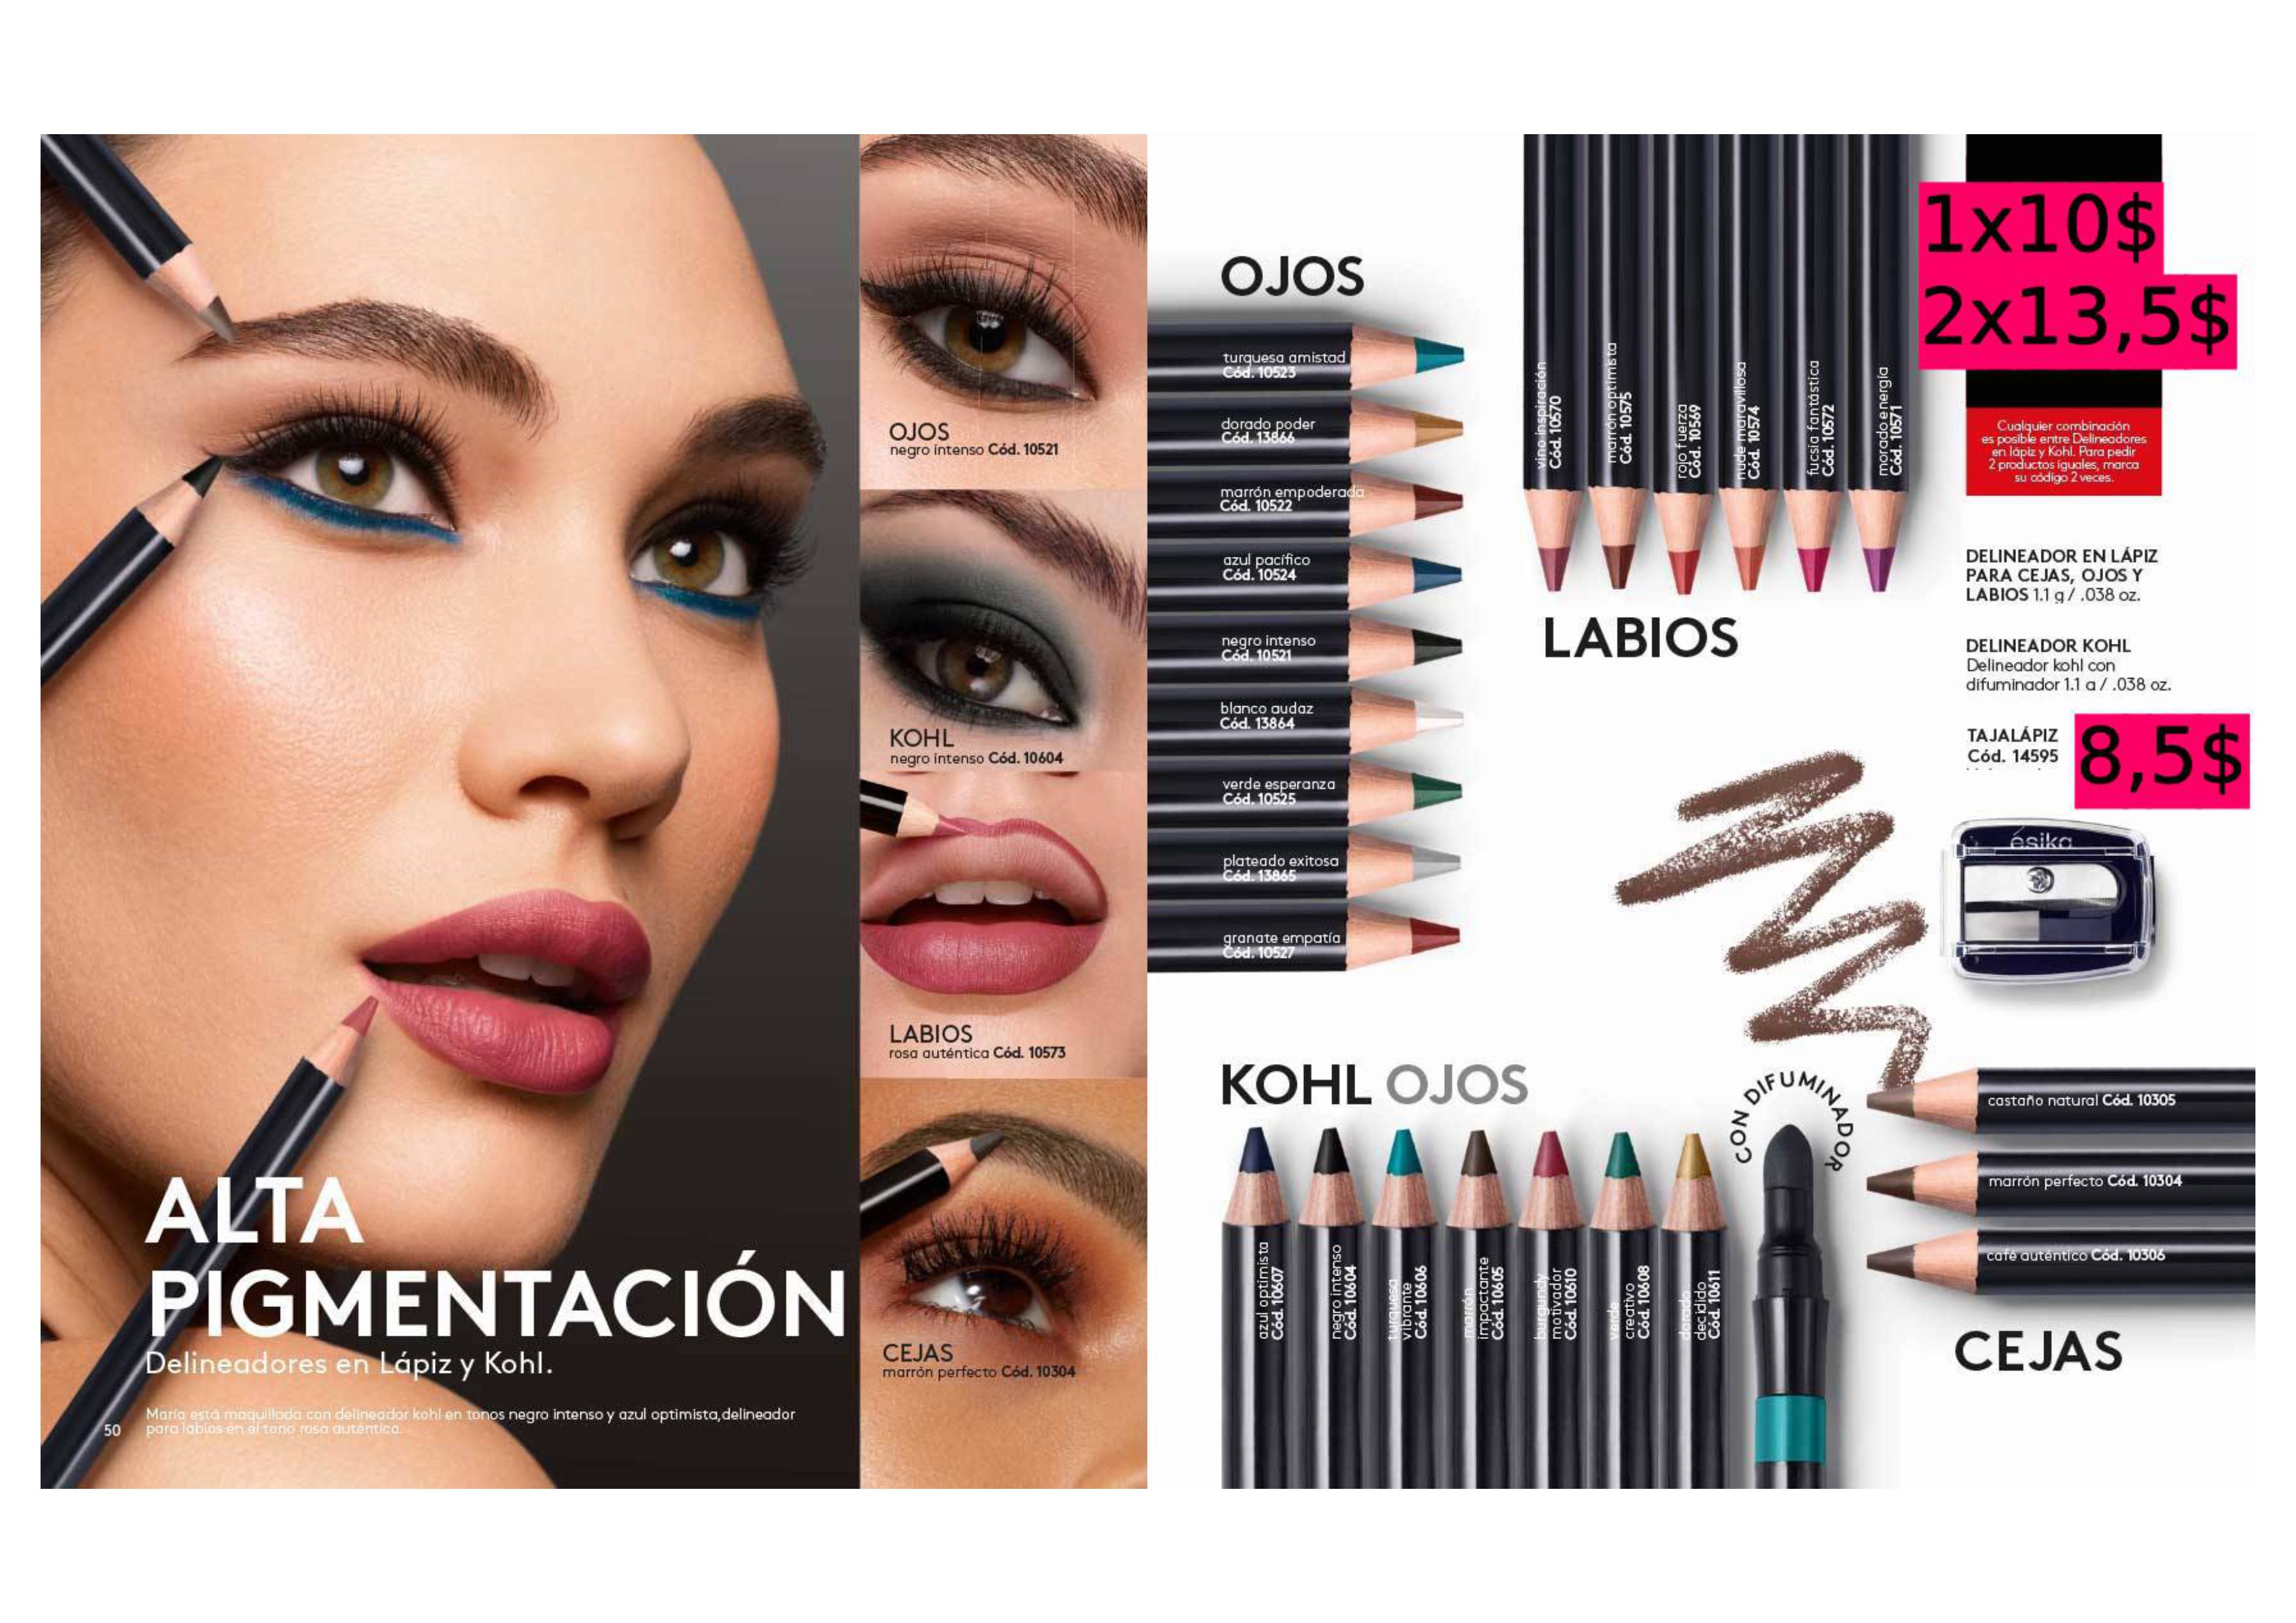 ALTA
PIGMENTACIÓN
Delineadores en Lápiz y Kohl.
María está maquillada con delineador kohl en tonos negro intenso y azul optimista, delineador
para labios en el tono rosa auténtica.
50
OJOS
negro intenso Cód. 10521
KOHL
negro intenso Cód. 10604
LABIOS
rosa auténtica Cód. 10573
CEJAS
marrón perfecto Cód. 10304
OJOS
turquesa amistad
Cód. 10523
dorado poder
Cód. 13866
marrón empoderada
Cód. 10522
azul pacífico
Cód. 10524
negro intenso
Cód. 10521
blanco audaz
Cód. 13864
verde esperanza
Cód. 10525
plateado exitosa
Cód. 13865
granate empatía
Cód. 10527
vino inspiración
Cód. 10570
marrón optimista
Cód. 10575
rojo fuerza
Cód. 10569
nude maravillosa
Cód. 10574
fucsia fantástica
Cód. 10572
morado energía
Cód. 10571
LABIOS
1x10$
2x13,5$
Cualquier combinación
es posible entre Delineadores
en lápiz y Kohl. Para pedir
2 productos iguales, marca
su código 2 veces.
DELINEADOR EN LÁPIZ
PARA CEJAS, OJOS Y
LABIOS 1.1 g / .038 oz.
DELINEADOR KOHL
Delineador kohl con
difuminador 1.1 g / .038 oz.
TAJALÁPIZ
Cód. 14595
8,5$
ésika
KOHL OJOS
azul optimista
Cód. 10607
negro intenso
Cód. 10604
turquesa
vibrante
Cód. 10606
marrón
impactante
Cód. 10605
burgundy
motivador
Cód. 10610
verde
creativo
Cód. 10608
dorado
decidido
Cód. 10611
CON DIFUMINADOR
castaño natural Cód. 10305
marrón perfecto Cód. 10304
café auténtico Cód. 10306
CEJAS